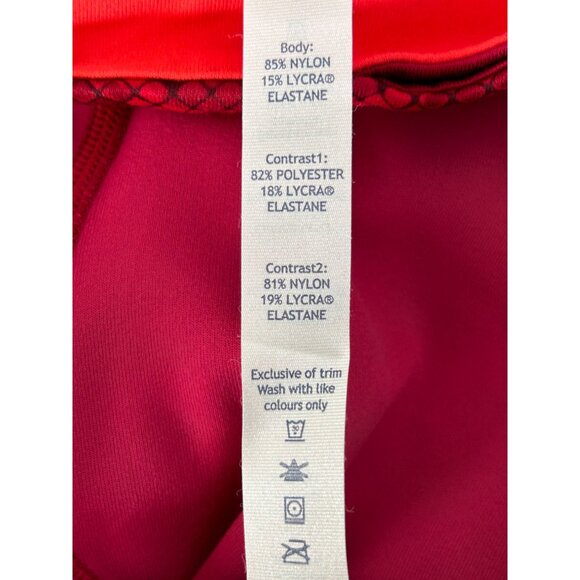 Body:
85% NYLON
15% LYCRA®
ELASTANE
Contrast1:
82% POLYESTER
18% LYCRA®
ELASTANE
Contrast2:
81% NYLON
19% LYCRA®
ELASTANE
Exclusive of trim
Wash with like
colours only